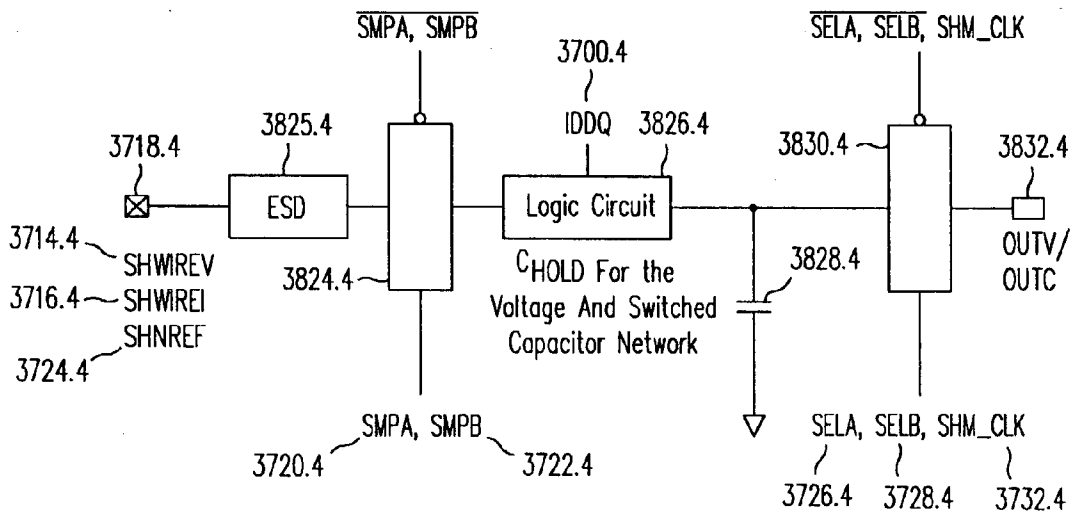 SMPA, SMPB
SELA, SELB, SHM_CLK
3700.4
3825.4
IDDQ
3826.4
3830.4
3832.4
3718.4
ESD
Logic Circuit
3714.4
SHWIREV
3824.4
CHOLD For the
3828.4
OUTV/
3716.4
SHWIREI
Voltage And Switched
OUTC
SHNREF
Capacitor Network
3724.4
SMPA, SMPB
SELA, SELB, SHM_CLK
3720.4
3722.4
3726.4
3728.4
3732.4